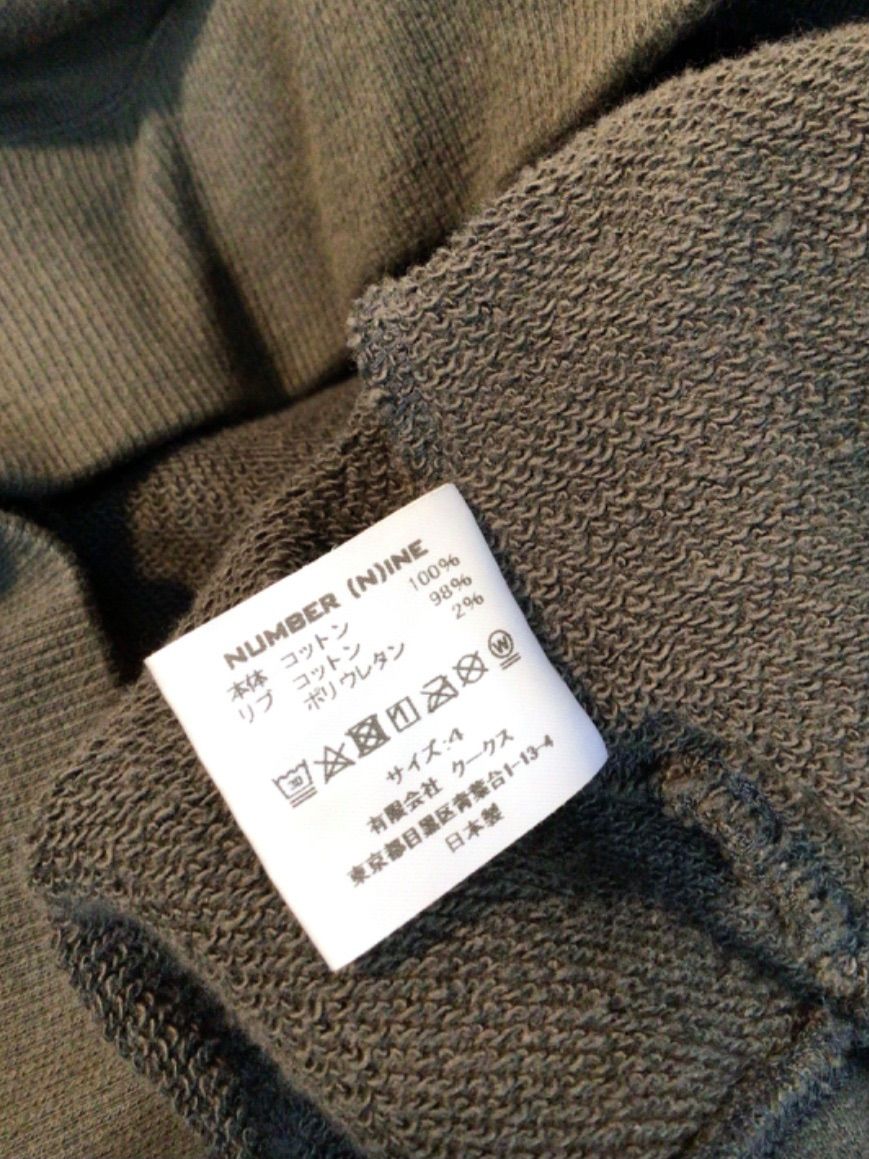 NUMBER (N)INE
本体 コットン 100%
リブ コットン 98%
ポリウレタン 2%
30 W
サイズ:4
有限会社 クークス
東京都目黒区青葉台1-13-4
日本製